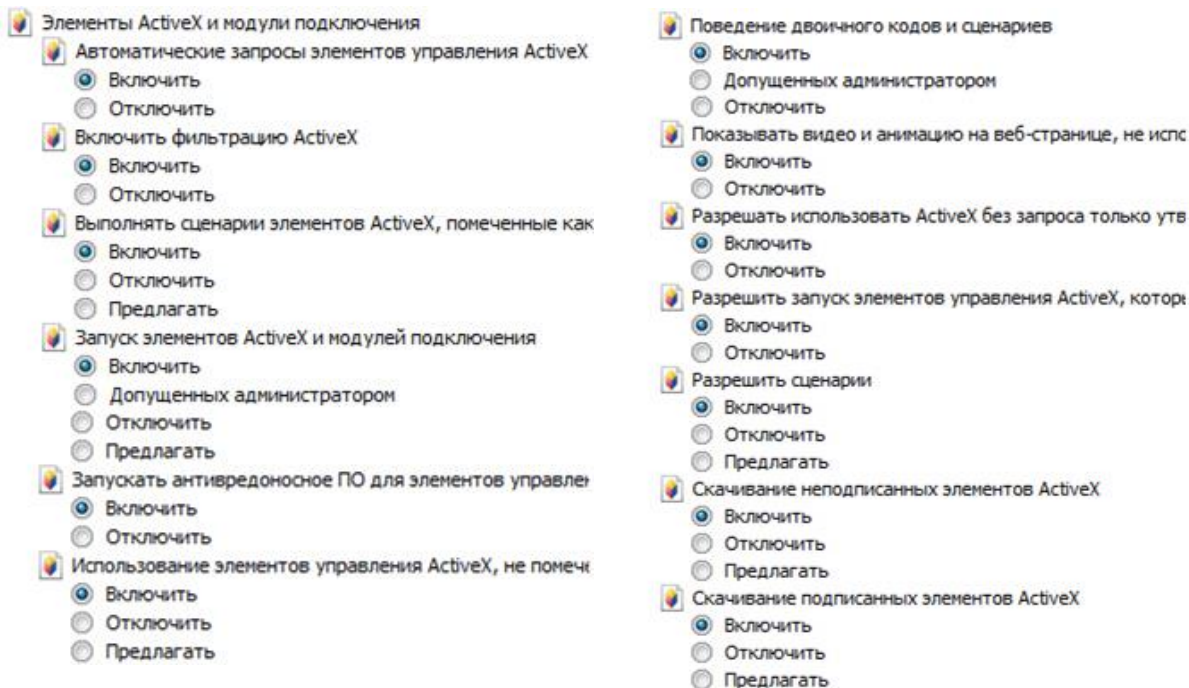 Элементы ActiveX и модули подключения
Автоматические запросы элементов управления ActiveX
Включить
Отключить
Включить фильтрацию ActiveX
Включить
Отключить
Выполнять сценарии элементов ActiveX, помеченные как
Включить
Отключить
Предлагать
Запуск элементов ActiveX и модулей подключения
Включить
Допущенных администратором
Отключить
Предлагать
Запускать антивредоносное ПО для элементов управлен
Включить
Отключить
Использование элементов управления ActiveX, не помече
Включить
Отключить
Предлагать
Поведение двоичного кодов и сценариев
Включить
Допущенных администратором
Отключить
Показывать видео и анимацию на веб-странице, не испо
Включить
Отключить
Разрешать использовать ActiveX без запроса только утв
Включить
Отключить
Разрешить запуск элементов управления ActiveX, которы
Включить
Отключить
Разрешить сценарии
Включить
Отключить
Предлагать
Скачивание неподписанных элементов ActiveX
Включить
Отключить
Предлагать
Скачивание подписанных элементов ActiveX
Включить
Отключить
Предлагать